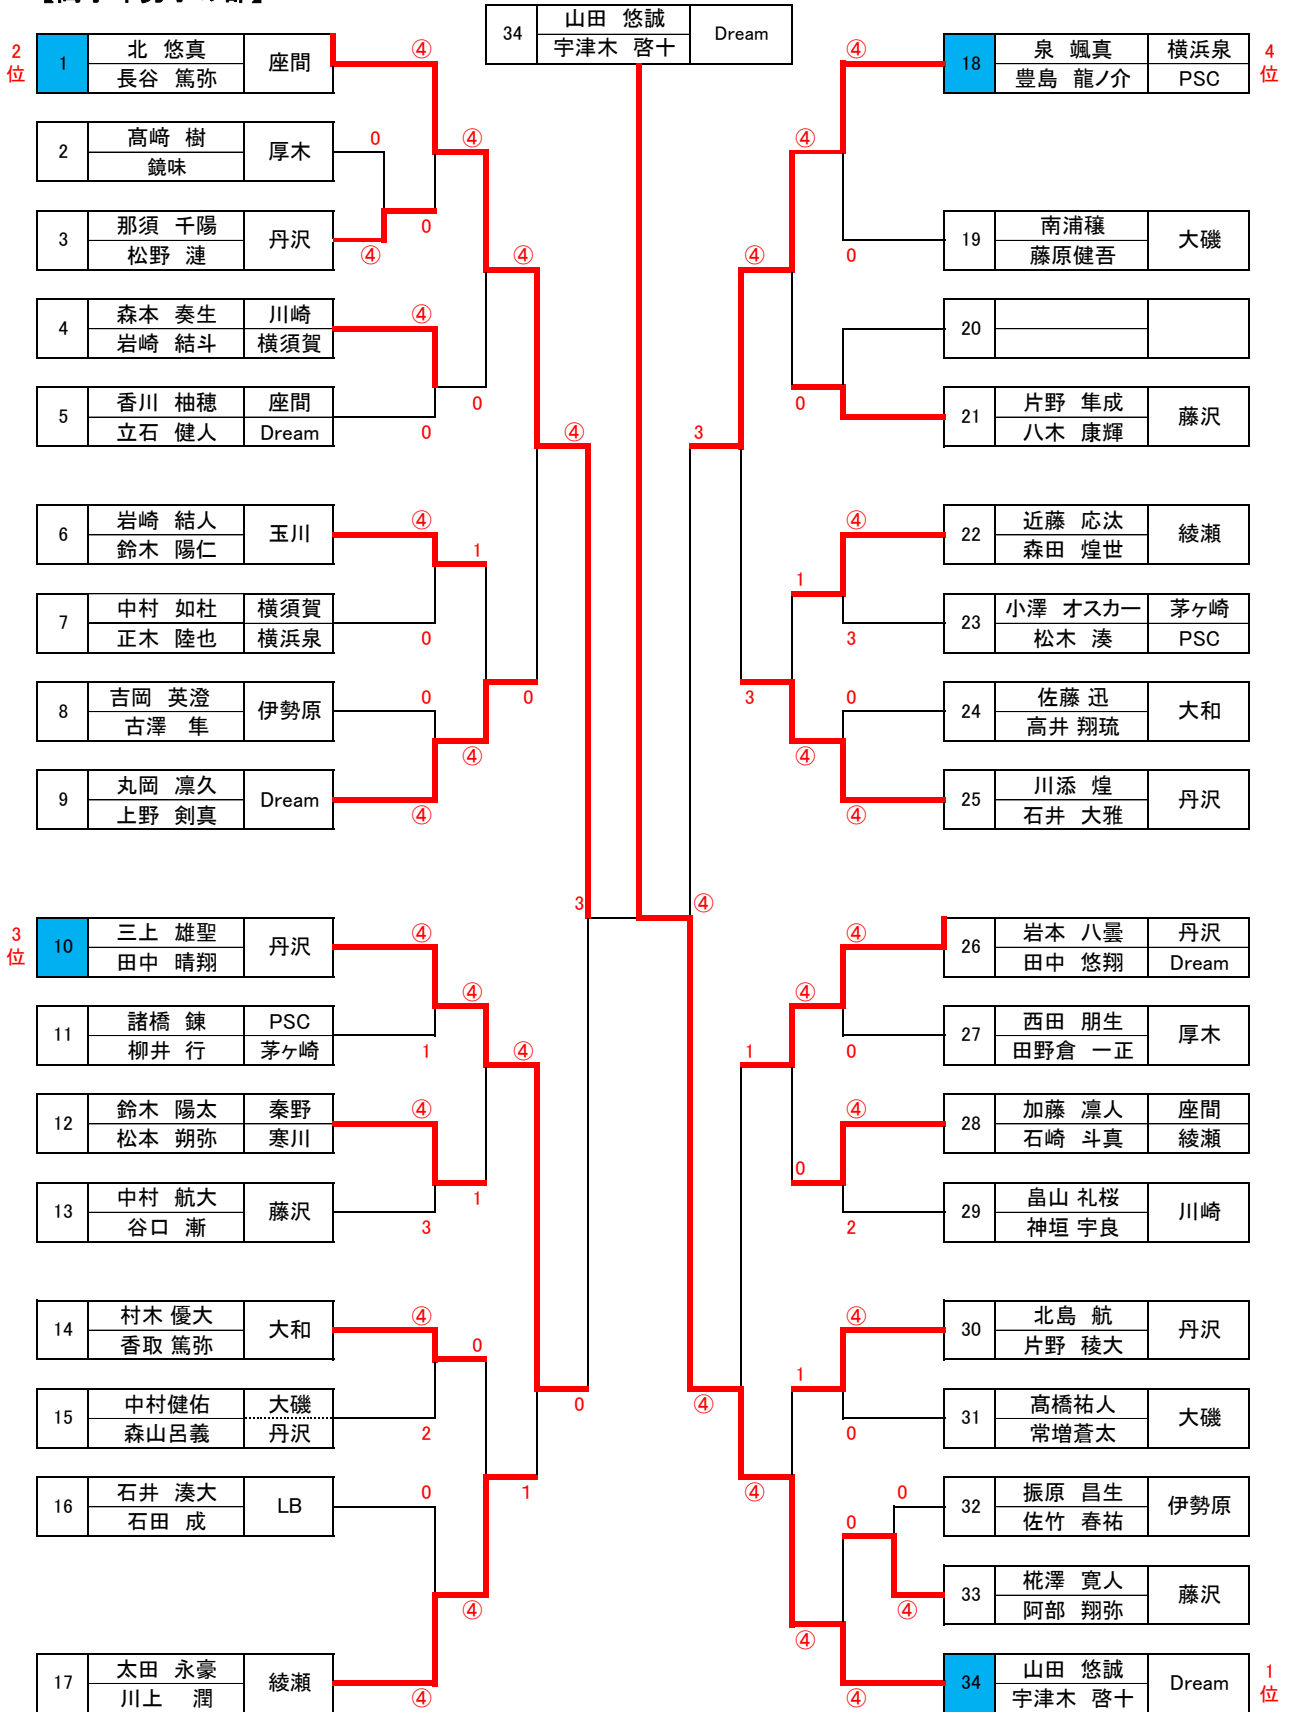 34 山田 悠誠 Dream
宇津木 啓十
2位 1 北 悠真 座間
長谷 篤弥
④
2 髙﨑 樹 厚木
鏡味
0
④
3 那須 千陽 丹沢
松野 漣
④
0
4 森本 奏生 川崎
岩崎 結斗 横須賀
④
④
5 香川 柚穂 座間
立石 健人 Dream
0
0
④
6 岩崎 結人 玉川
鈴木 陽仁
④
1
7 中村 如杜 横須賀
正木 陸也 横浜泉
0
8 吉岡 英澄 伊勢原
古澤 隼
0
0
④
9 丸岡 凛久 Dream
上野 剣真
④
3
3位 10 三上 雄聖 丹沢
田中 晴翔
④
④
11 諸橋 錬 PSC
柳井 行 茅ヶ崎
1
④
12 鈴木 陽太 秦野
松本 朔弥 寒川
④
1
13 中村 航大 藤沢
谷口 漸
3
14 村木 優大 大和
香取 篤弥
④
0
15 中村健佑 大磯
森山呂義 丹沢
2
0
16 石井 湊大 LB
石田 成
0
1
④
17 太田 永豪 綾瀬
川上 潤
④
④
18 泉 颯真 横浜泉 4位
豊島 龍ノ介 PSC
④
19 南浦穣 大磯
藤原健吾
0
④
20
0
21 片野 隼成 藤沢
八木 康輝
3
④
22 近藤 応汰 綾瀬
森田 煌世
1
23 小澤 オスカー 茅ヶ崎
松木 湊 PSC
3
0
24 佐藤 迅 大和
高井 翔琉
3
④
25 川添 煌 丹沢
石井 大雅
④
④
④
26 岩本 八曇 丹沢
田中 悠翔 Dream
④
27 西田 朋生 厚木
田野倉 一正
0
1
④
28 加藤 凛人 座間
石崎 斗真 綾瀬
0
29 畠山 礼桜 川崎
神垣 宇良
2
④
30 北島 航 丹沢
片野 稜大
1
④
31 髙橋祐人 大磯
常増蒼太
0
④
0
32 振原 昌生 伊勢原
佐竹 春祐
0
33 椛澤 寛人 藤沢
阿部 翔弥
④
④
34 山田 悠誠 Dream 1位
宇津木 啓十
④